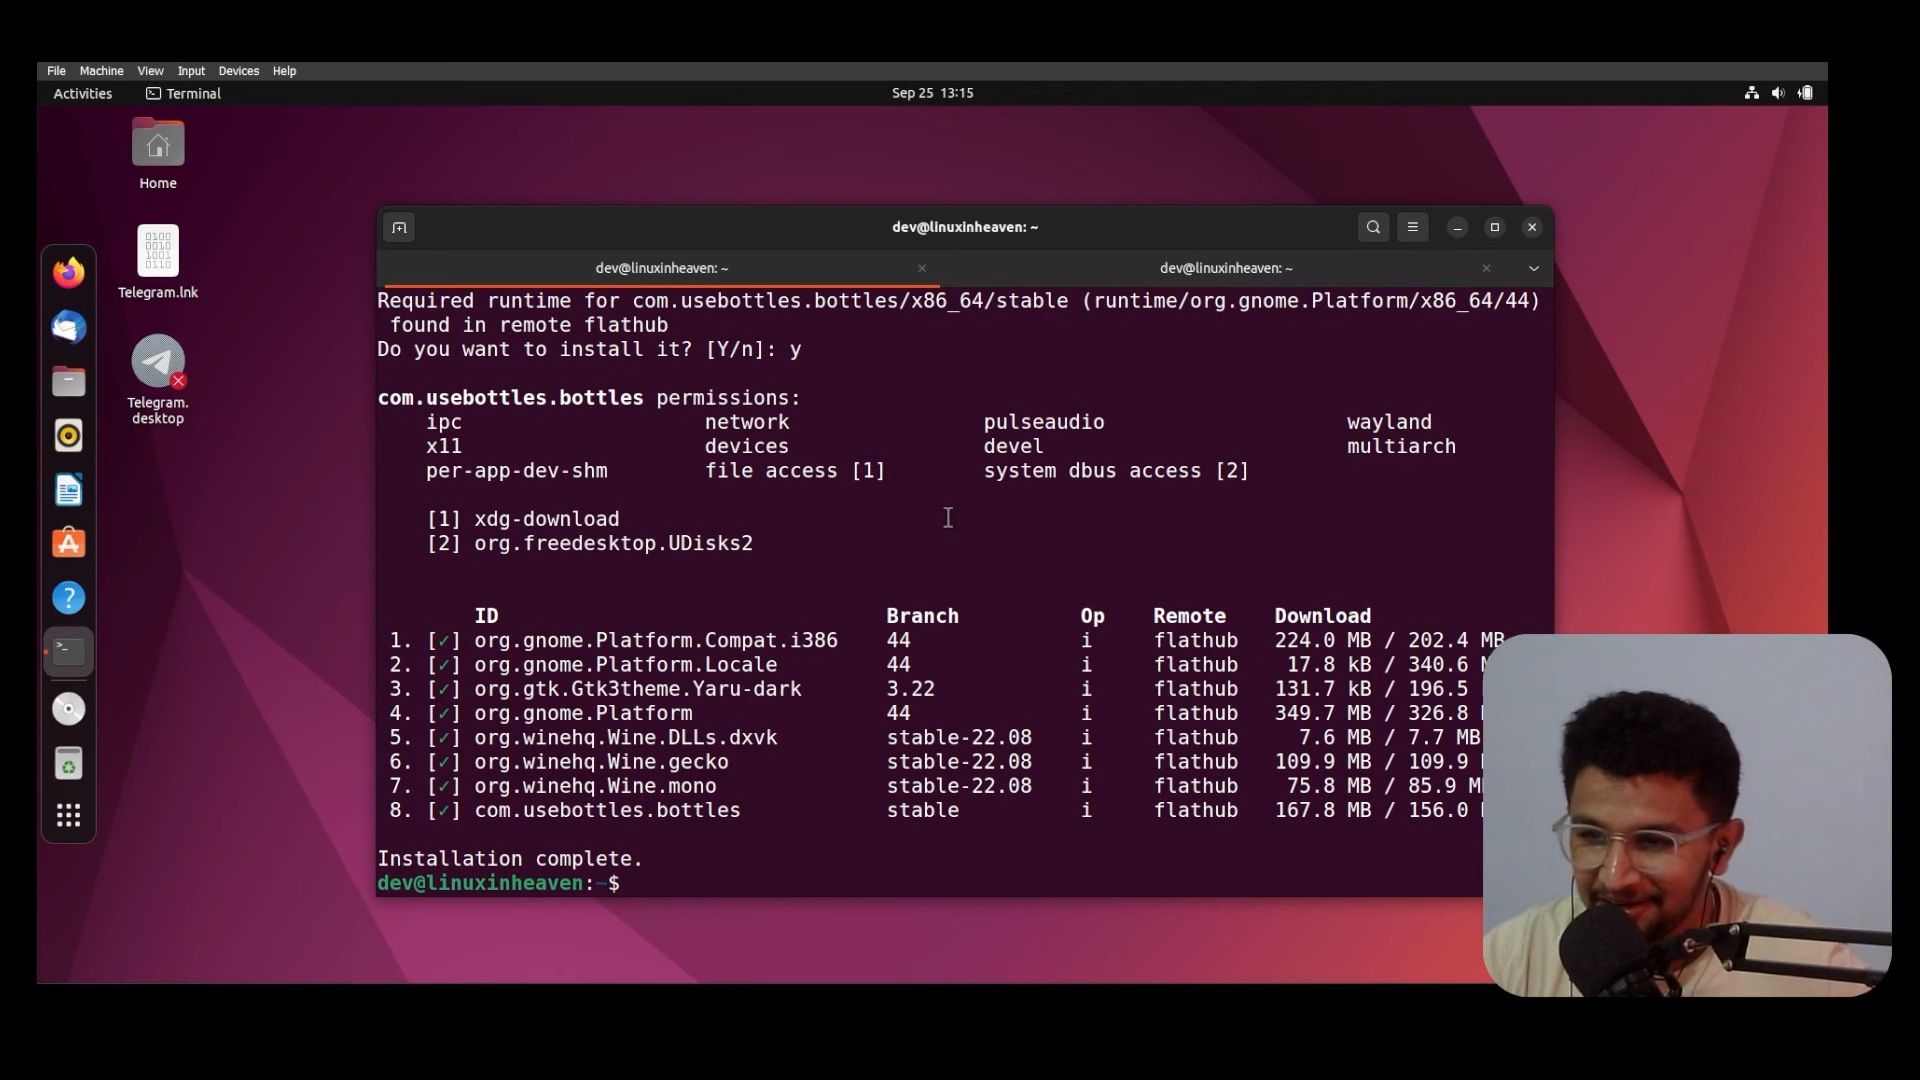 File Machine View Input Devices Help
Activities Terminal Sep 25 13:15
Home
Telegram.lnk
Telegram.
desktop
dev@linuxinheaven: ~
dev@linuxinheaven: ~ dev@linuxinheaven: ~
Required runtime for com.usebottles.bottles/x86_64/stable (runtime/org.gnome.Platform/x86_64/44)
found in remote flathub
Do you want to install it? [Y/n]: y
com.usebottles.bottles permissions:
ipc network pulseaudio wayland
x11 devices devel multiarch
per-app-dev-shm file access [1] system dbus access [2]
[1] xdg-download
[2] org.freedesktop.UDisks2
ID Branch Op Remote Download
1. [✓] org.gnome.Platform.Compat.i386 44 i flathub 224.0 MB / 202.4 MB
2. [✓] org.gnome.Platform.Locale 44 i flathub 17.8 kB / 340.6
3. [✓] org.gtk.Gtk3theme.Yaru-dark 3.22 i flathub 131.7 kB / 196.5
4. [✓] org.gnome.Platform 44 i flathub 349.7 MB / 326.8
5. [✓] org.winehq.Wine.DLLs.dxvk stable-22.08 i flathub 7.6 MB / 7.7 MB
6. [✓] org.winehq.Wine.gecko stable-22.08 i flathub 109.9 MB / 109.9
7. [✓] org.winehq.Wine.mono stable-22.08 i flathub 75.8 MB / 85.9
8. [✓] com.usebottles.bottles stable i flathub 167.8 MB / 156.0
Installation complete.
dev@linuxinheaven:~$